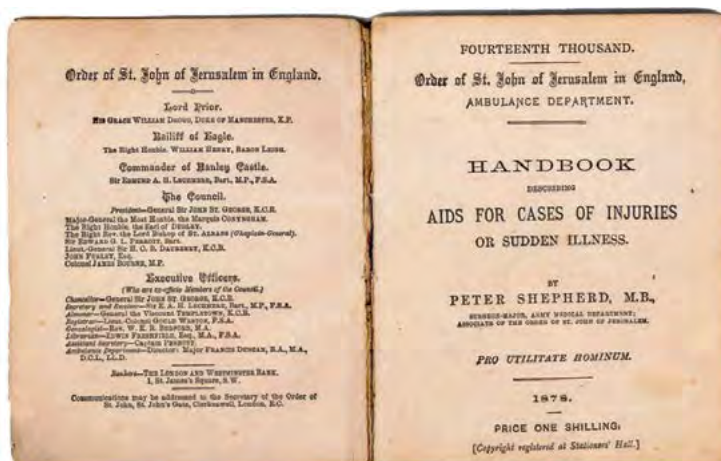 Order of St. John of Jerusalem in England.
Lord Prior.
HIS GRACE WILLIAM DROGO, DUKE OF MANCHESTER, K.P.
Bailiff of Eagle.
The Right Honble. WILLIAM HENRY, BARON LEIGH.
Commander of Hanley Castle.
Sir EDMUND A. H. LECHMERE, Bart., M.P., F.S.A.
The Council.
President—General Sir JOHN ST. GEORGE, K.C.B.
Major-General the Most Honble. the Marquis CONYNGHAM.
The Right Honble. the Earl of DUDLEY.
The Right Rev. the Lord Bishop of ST. ALBANS (Chaplain-General).
Sir EDWARD G. L. PERROTT, Bart.
Lieut.-General Sir H. C. B. DAUBENEY, K.C.B.
JOHN FURLEY, Esq.
Colonel JAMES BOURNE, M.P.
Executive Officers.
(Who are ex-officio Members of the Council.)
Chancellor—General Sir JOHN ST. GEORGE, K.C.B.
Secretary and Receiver—Sir E. A. H. LECHMERE, Bart., M.P., F.S.A.
Almoner—General the Viscount TEMPLETOWN, K.C.B.
Registrar—Lieut.-Colonel GOULD WESTON, F.S.A.
Genealogist—Rev. W. K. R. BEDFORD, M.A.
Librarian—EDWIN FRESHFIELD, Esq., M.A., F.S.A.
Assistant Secretary—Captain PERROTT.
Ambulance Department—Director: Major FRANCIS DUNCAN, R.A., M.A.,
D.C.L., LL.D.
Bankers—THE LONDON AND WESTMINSTER BANK.
1, St. James's Square, S.W.
Communications may be addressed to the Secretary of the Order of
St. John, St. John's Gate, Clerkenwell, London, E.C.
FOURTEENTH THOUSAND.
Order of St. John of Jerusalem in England,
AMBULANCE DEPARTMENT.
HANDBOOK
DESCRIBING
AIDS FOR CASES OF INJURIES
OR SUDDEN ILLNESS.
BY
PETER SHEPHERD, M.B.,
SURGEON-MAJOR, ARMY MEDICAL DEPARTMENT;
ASSOCIATE OF THE ORDER OF ST. JOHN OF JERUSALEM.
PRO UTILITATE HOMINUM.
1878.
PRICE ONE SHILLING:
[Copyright registered at Stationers' Hall.]